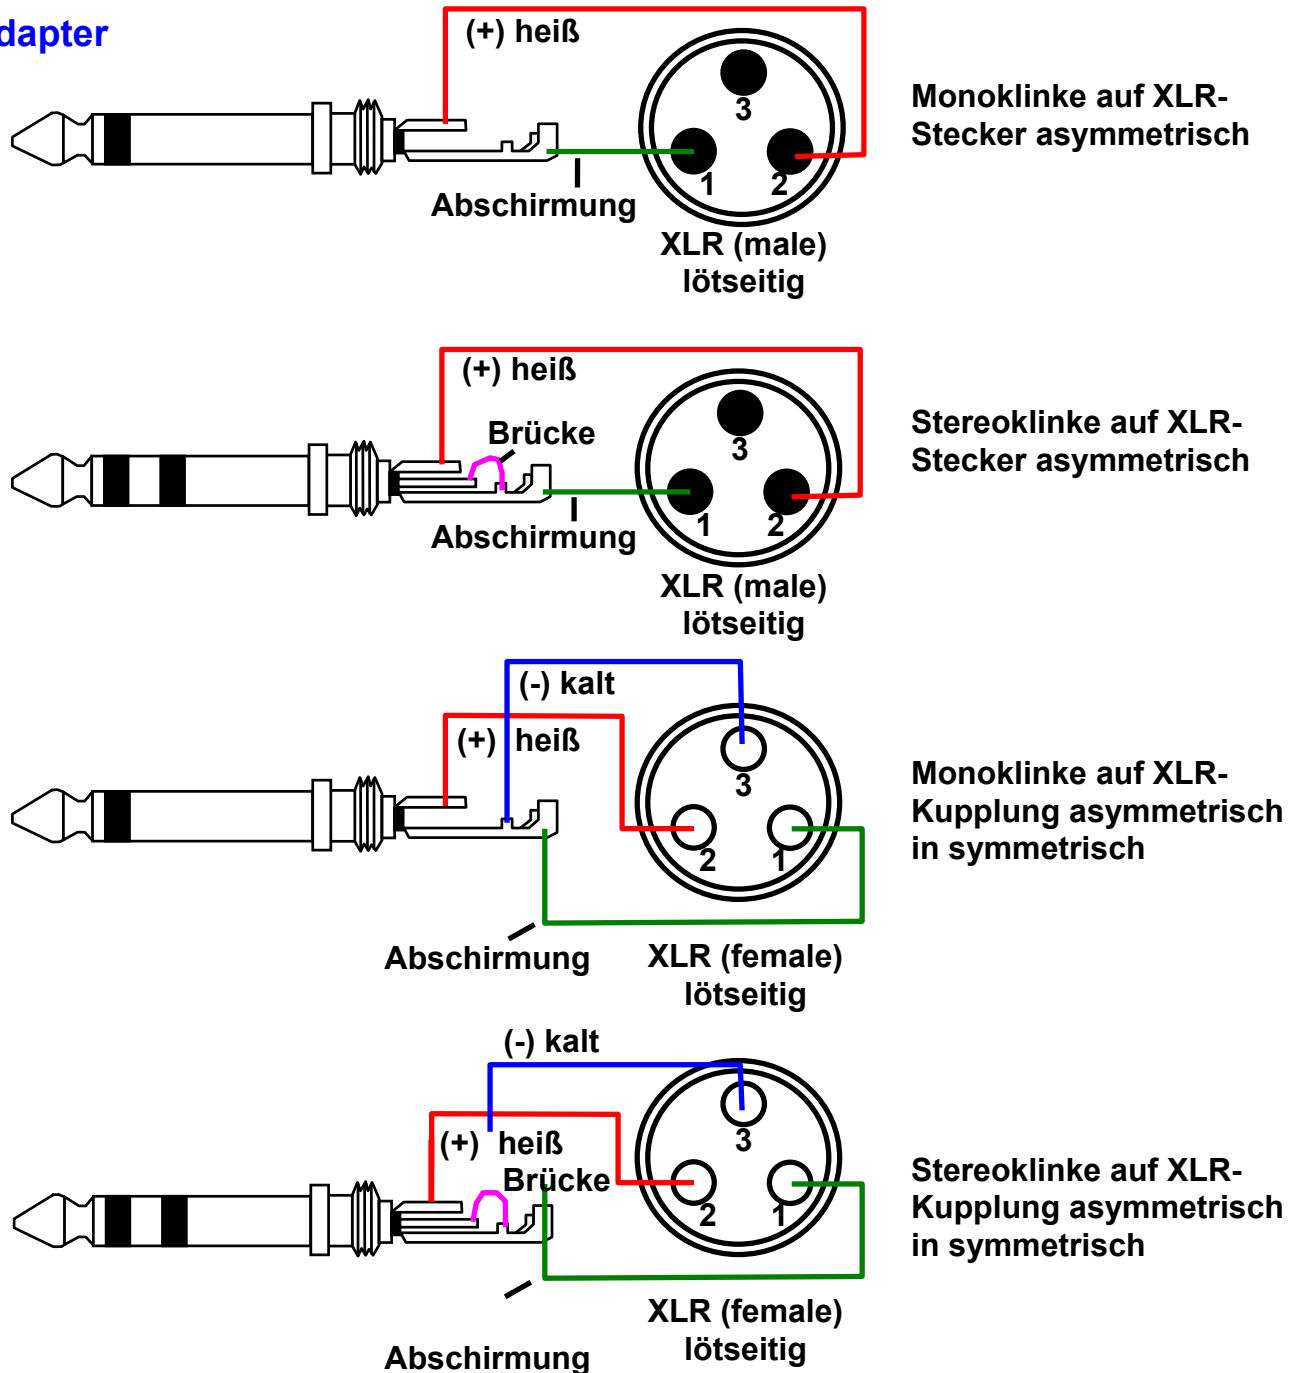 dapter
(+) heiß
3
1
2
Abschirmung
XLR (male)
lötseitig
Monoklinke auf XLR-
Stecker asymmetrisch
(+) heiß
Brücke
3
1
2
Abschirmung
XLR (male)
lötseitig
Stereoklinke auf XLR-
Stecker asymmetrisch
(-) kalt
(+) heiß
3
2
1
Abschirmung
XLR (female)
lötseitig
Monoklinke auf XLR-
Kupplung asymmetrisch
in symmetrisch
(-) kalt
(+) heiß
Brücke
3
2
1
Abschirmung
XLR (female)
lötseitig
Stereoklinke auf XLR-
Kupplung asymmetrisch
in symmetrisch